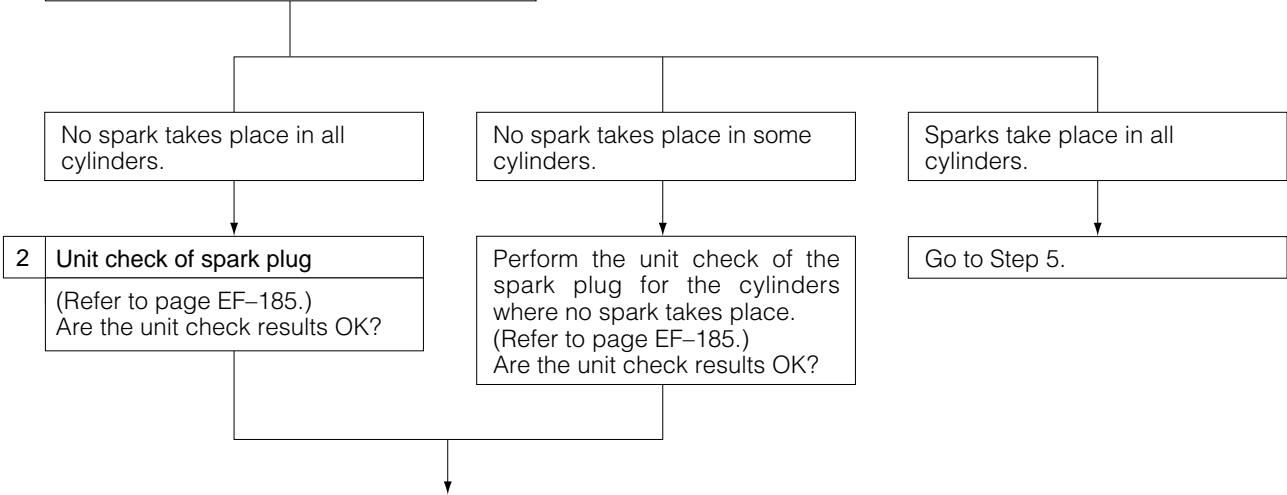 No spark takes place in all
cylinders.
No spark takes place in some
cylinders.
Sparks take place in all
cylinders.
2 Unit check of spark plug
(Refer to page EF–185.)
Are the unit check results OK?
Perform the unit check of the
spark plug for the cylinders
where no spark takes place.
(Refer to page EF–185.)
Are the unit check results OK?
Go to Step 5.